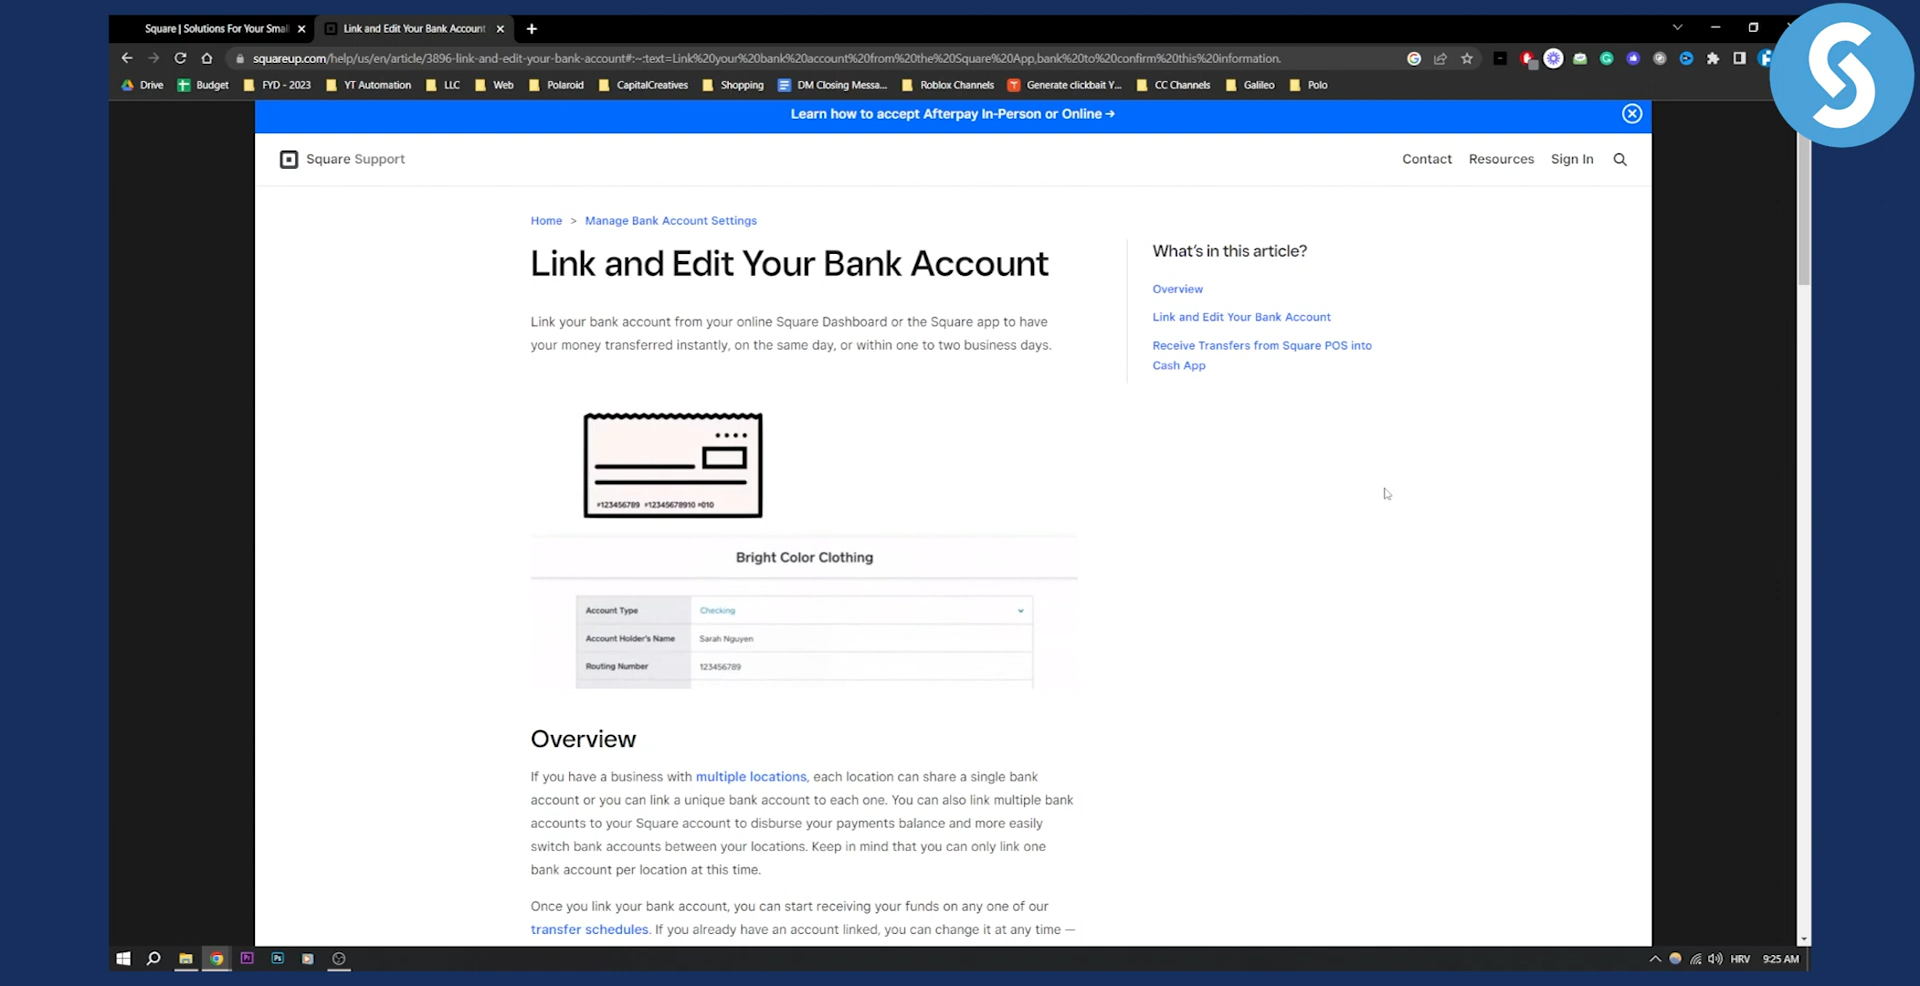 Square | Solutions For Your Smal
Link and Edit Your Bank Account
squareup.com/help/us/en/article/3896-link-and-edit-your-bank-account#:~:text=Link%20your%20bank%20account%20from%20the%20Square%20App,bank%20to%20confirm%20this%20information.
Drive Budget FYD - 2023 YT Automation LLC Web Polaroid CapitalCreatives Shopping DM Closing Messa... Roblox Channels Generate clickbait Y... CC Channels Galileo Polo
Learn how to accept Afterpay In-Person or Online →
Square Support
Contact Resources Sign In
Home > Manage Bank Account Settings
Link and Edit Your Bank Account
Link your bank account from your online Square Dashboard or the Square app to have
your money transferred instantly, on the same day, or within one to two business days.
What's in this article?
Overview
Link and Edit Your Bank Account
Receive Transfers from Square POS into
Cash App
123456789 12345678910 010
Bright Color Clothing
Account Type Checking
Account Holder's Name Sarah Nguyen
Routing Number 123456789
Overview
If you have a business with multiple locations, each location can share a single bank
account or you can link a unique bank account to each one. You can also link multiple bank
accounts to your Square account to disburse your payments balance and more easily
switch bank accounts between your locations. Keep in mind that you can only link one
bank account per location at this time.
Once you link your bank account, you can start receiving your funds on any one of our
transfer schedules. If you already have an account linked, you can change it at any time —
Pr
Ps
HRV 9:25 AM
S